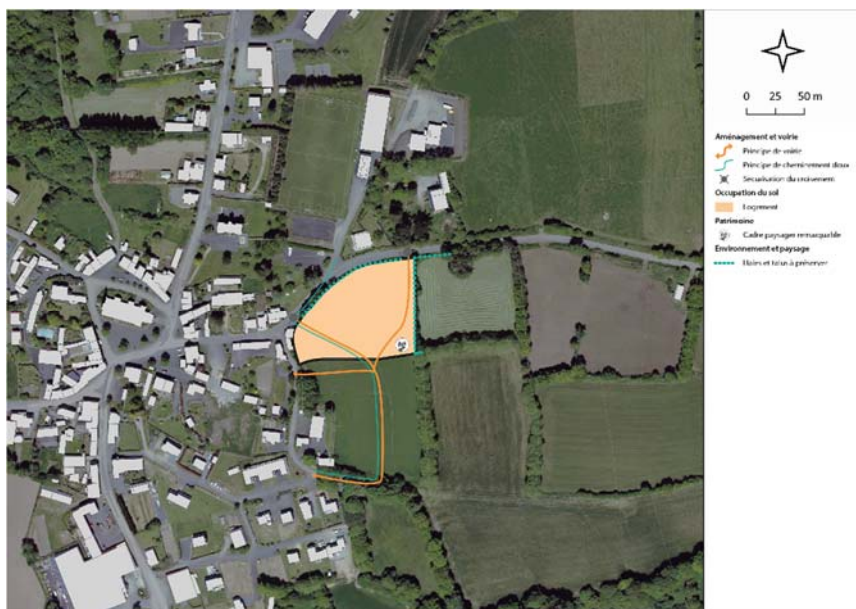 0 25 50 m
Aménagement et voirie
Principe de voirie
Principe de cheminement doux
Sécurisation du croisement
Occupation du sol
Logement
Patrimoine
Cadre paysager remarquable
Environnement et paysage
Haies et talus à préserver